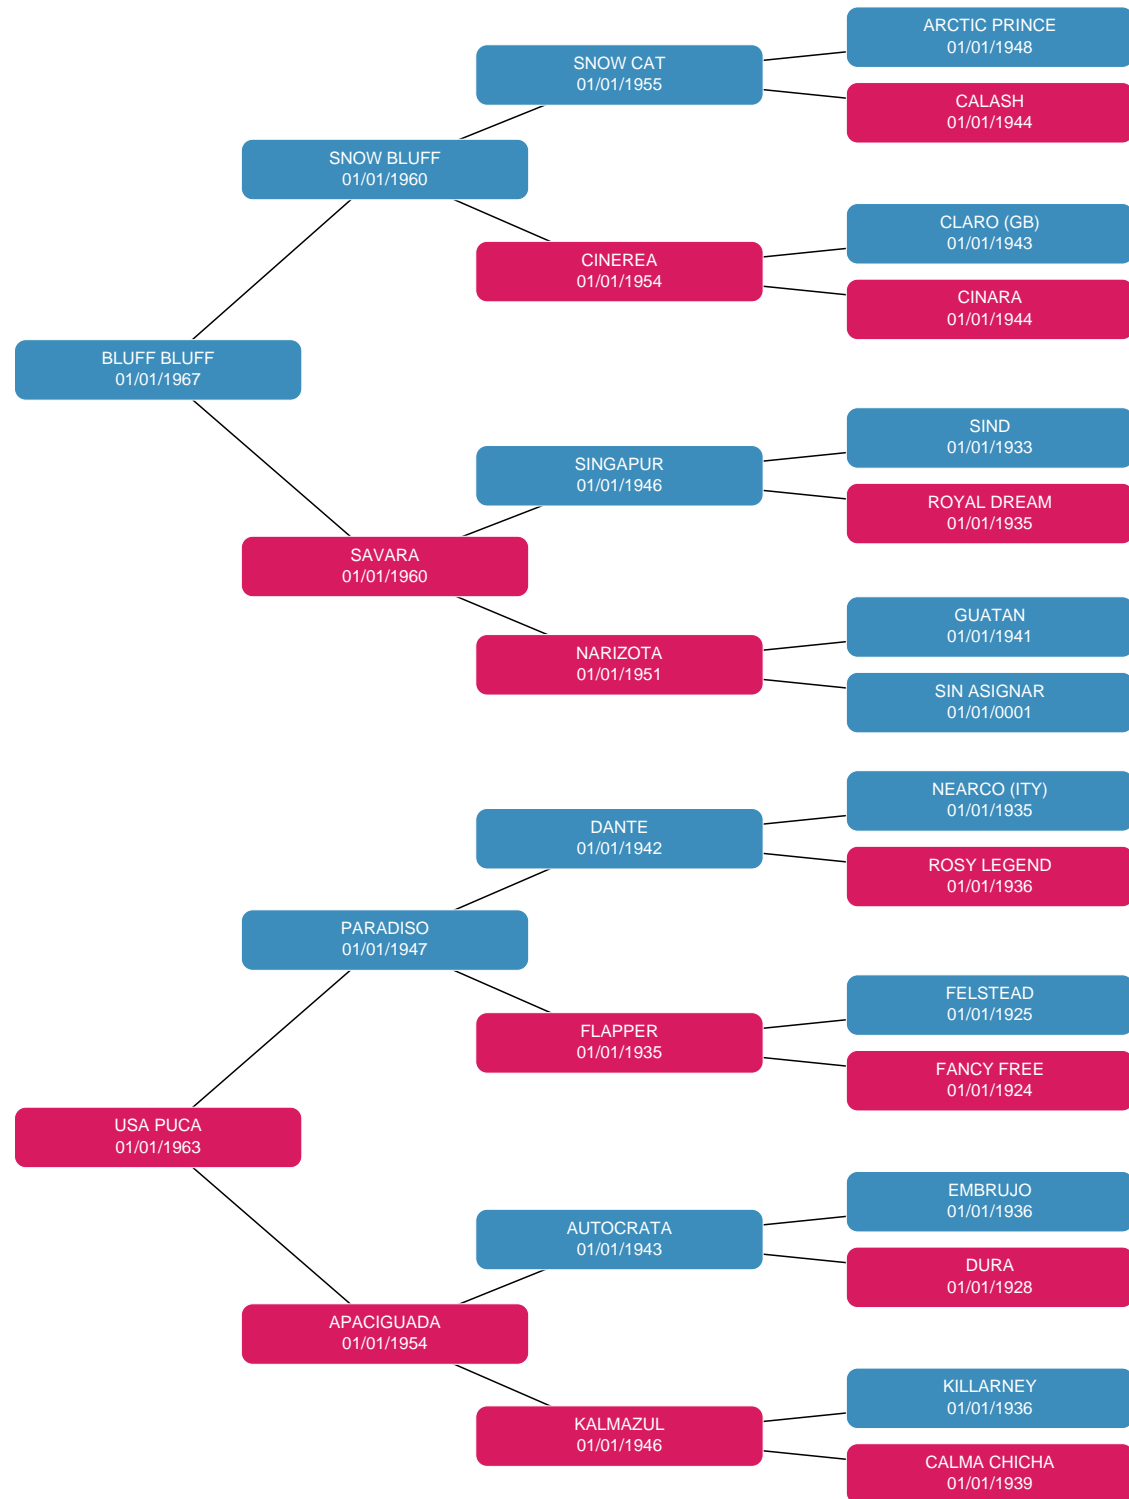 ARCTIC PRINCE
01/01/1948
SNOW CAT
01/01/1955
CALASH
01/01/1944
SNOW BLUFF
01/01/1960
CLARO (GB)
01/01/1943
CINEREA
01/01/1954
CINARA
01/01/1944
BLUFF BLUFF
01/01/1967
SIND
01/01/1933
SINGAPUR
01/01/1946
ROYAL DREAM
01/01/1935
SAVARA
01/01/1960
GUATAN
01/01/1941
NARIZOTA
01/01/1951
SIN ASIGNAR
01/01/0001
NEARCO (ITY)
01/01/1935
DANTE
01/01/1942
ROSY LEGEND
01/01/1936
PARADISO
01/01/1947
FELSTEAD
01/01/1925
FLAPPER
01/01/1935
FANCY FREE
01/01/1924
USA PUCA
01/01/1963
EMBRUJO
01/01/1936
AUTOCRATA
01/01/1943
DURA
01/01/1928
APACIGUADA
01/01/1954
KILLARNEY
01/01/1936
KALMAZUL
01/01/1946
CALMA CHICHA
01/01/1939